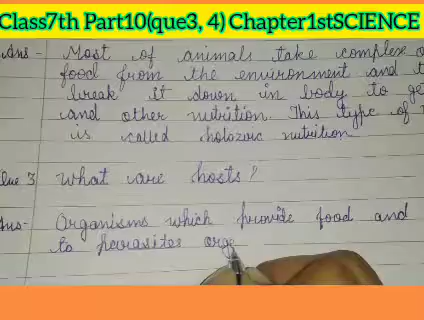 Class7th Part10(que3, 4) Chapter1stSCIENCE
Ans - Most of animals take complex
food from the environment and
break it down in body to
and other nutrition. This type of
is called holozoic nutrition
Que 3 What are hosts?
Ans- Organisms which provide food and
to parasites